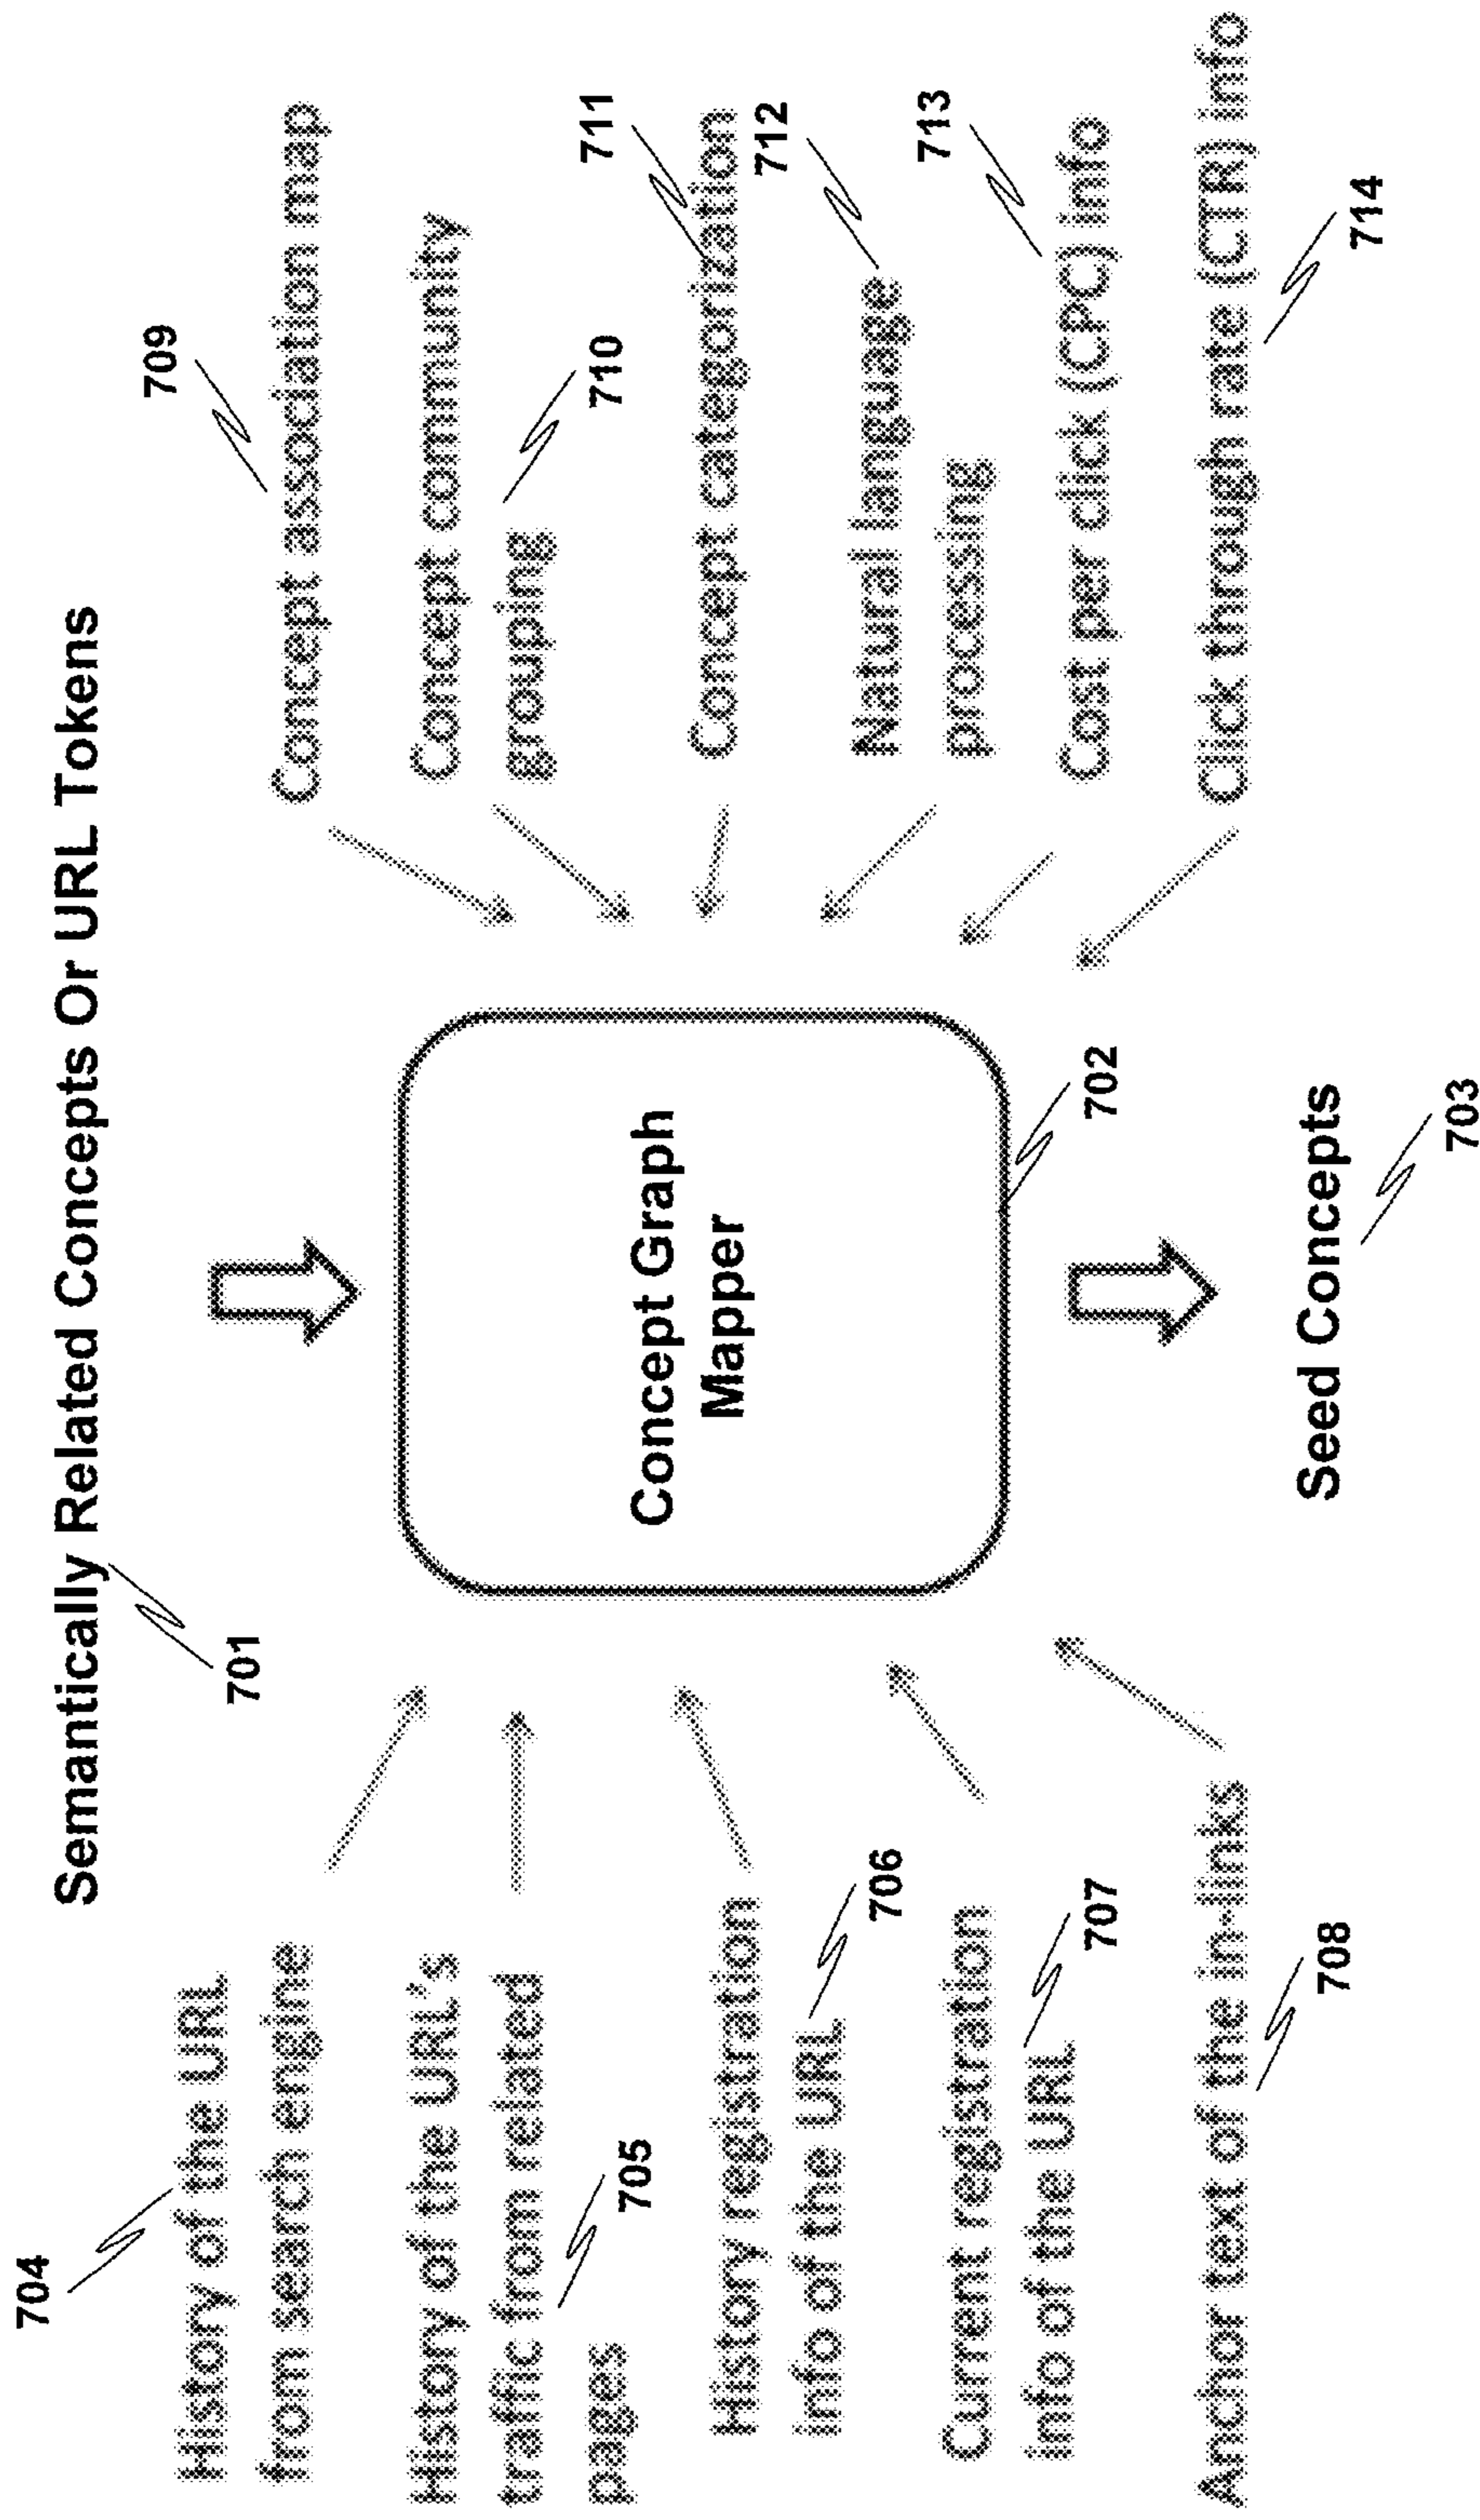 Semantically Related Concepts Or URL Tokens
701
704
History of the URL
from search engine
History of the URL's
traffic from related
pages
705
History registration
info of the URL
706
Current registration
info of the URL
707
Anchor text of the in-links
708
Concept Graph
Mapper
702
Seed Concepts
703
709
Concept association map
Concept community
grouping
710
711
Concept categorization
712
Natural language
processing
713
Cost per click (CPC) info
Click through rate (CTR) info
714